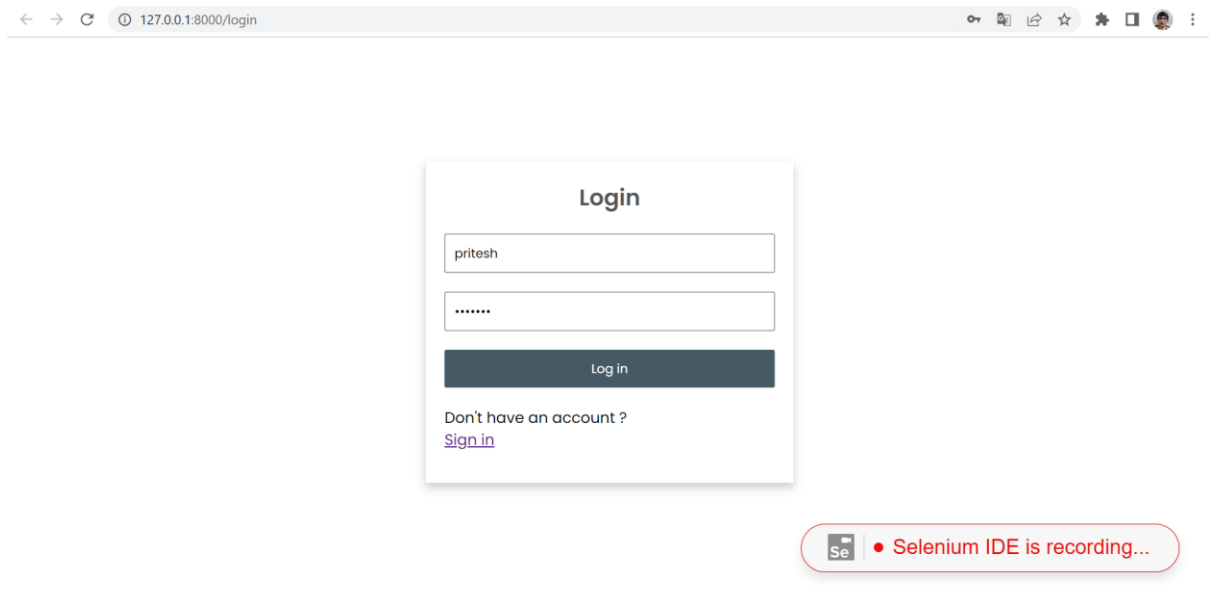 127.0.0.1:8000/login
Login
pritesh
•••••••
Log in
Don't have an account ?
Sign in
Se
Selenium IDE is recording...